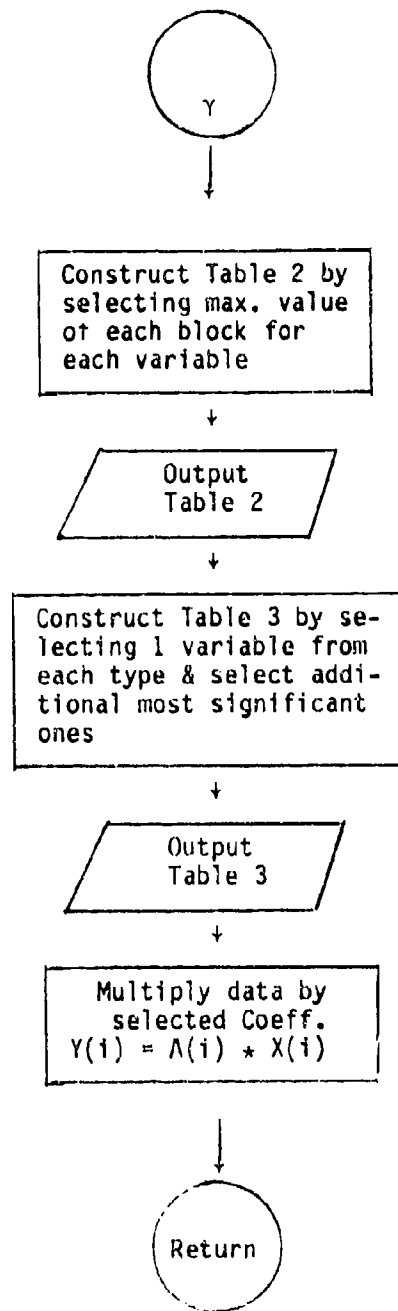 γ
Construct Table 2 by
selecting max. value
of each block for
each variable
Output
Table 2
Construct Table 3 by se-
lecting 1 variable from
each type & select addi-
tional most significant
ones
Output
Table 3
Multiply data by
selected Coeff.
Y(i) = Λ(i) * X(i)
Return